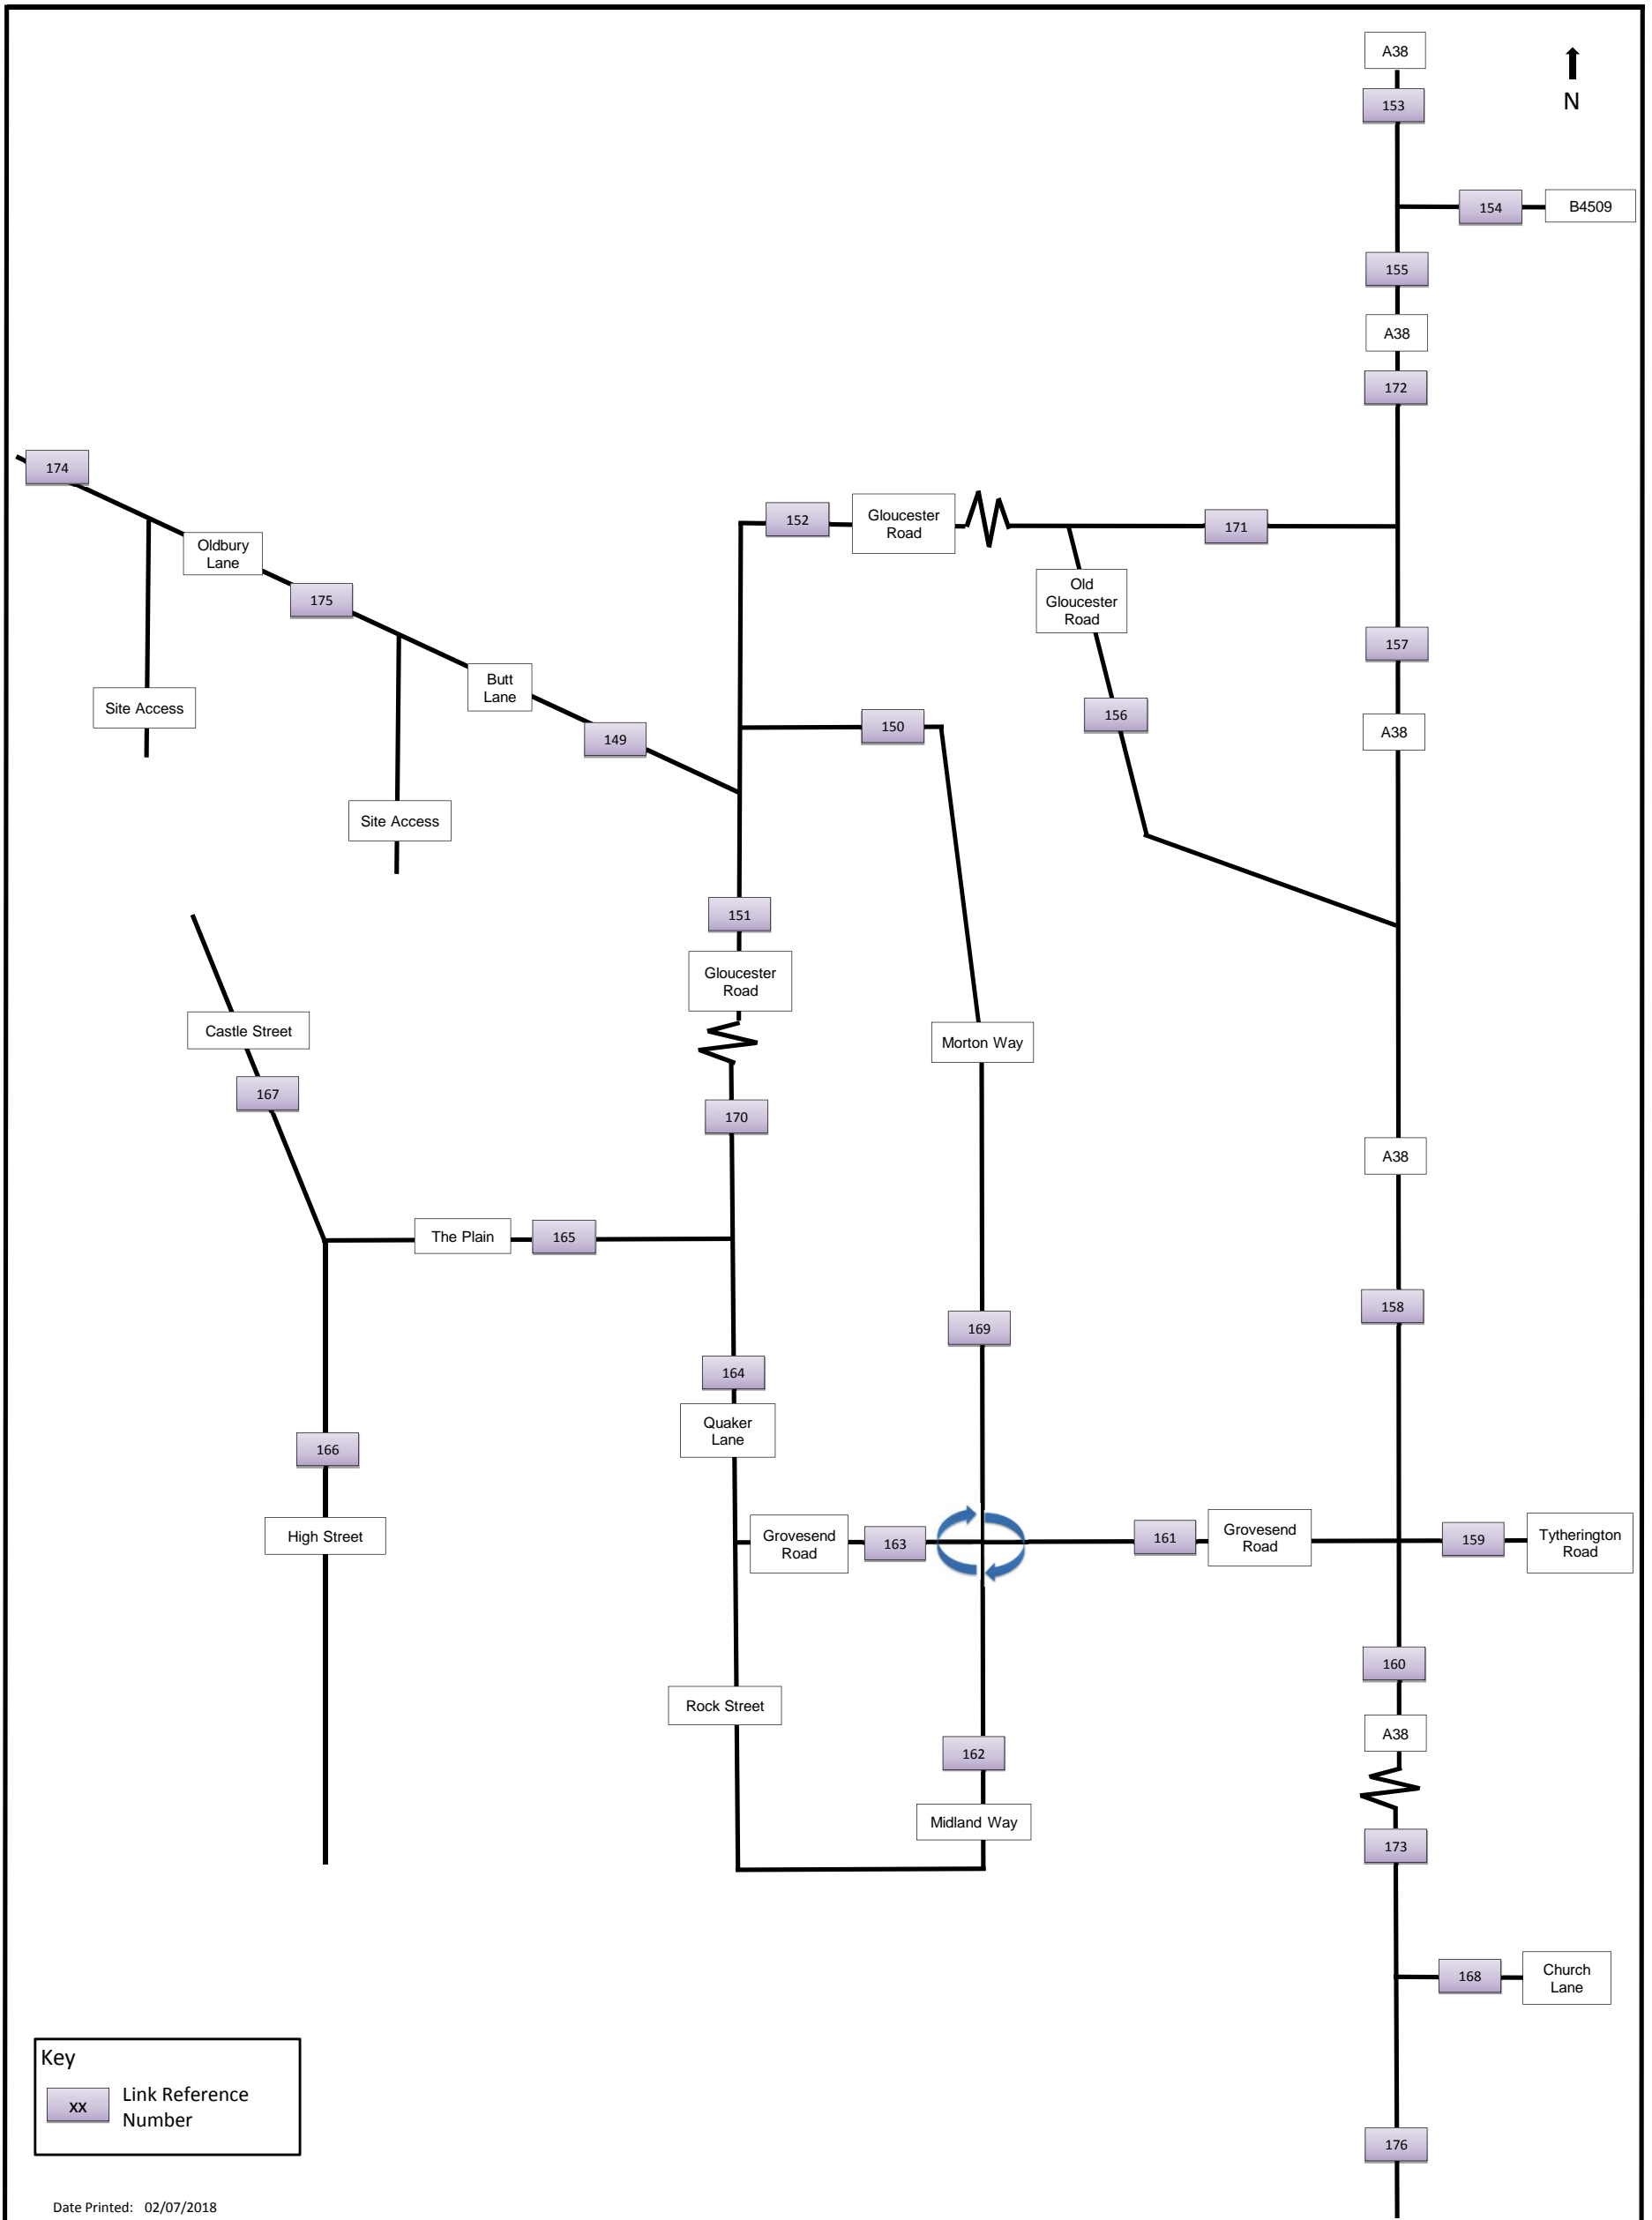 A38
N
153
154
B4509
155
A38
172
174
152
Gloucester
Road
171
Oldbury
Lane
175
Old
Gloucester
Road
157
Butt
Lane
Site Access
150
156
149
A38
Site Access
151
Gloucester
Road
Castle Street
Morton Way
167
170
A38
The Plain
165
158
169
164
Quaker
Lane
166
High Street
Grovesend
Road
163
161
Grovesend
Road
159
Tytherington
Road
160
Rock Street
A38
162
Midland Way
173
168
Church
Lane
Key
xx
Link Reference
Number
176
Date Printed: 02/07/2018